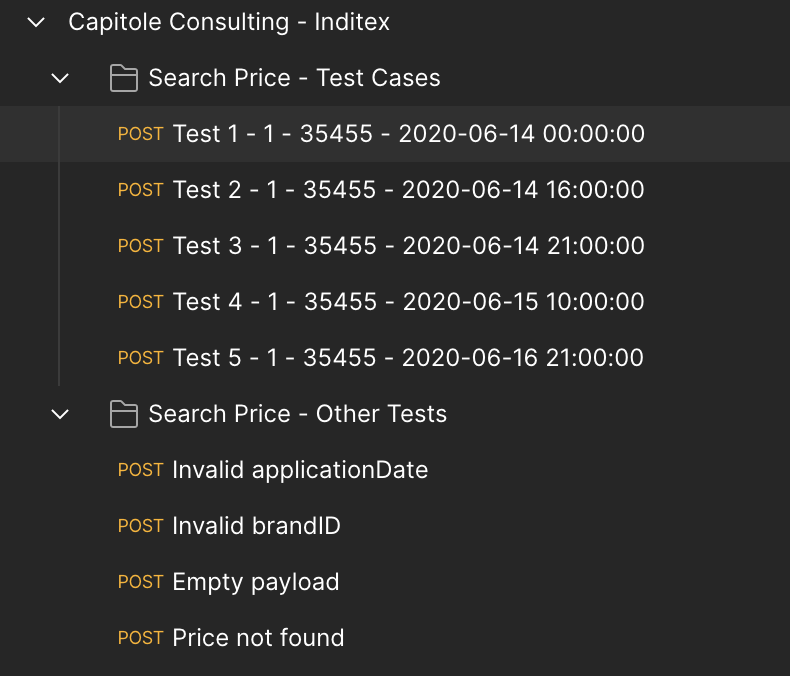 Capitole Consulting - Inditex
Search Price - Test Cases
POST Test 1 - 1 - 35455 - 2020-06-14 00:00:00
POST Test 2 - 1 - 35455 - 2020-06-14 16:00:00
POST Test 3 - 1 - 35455 - 2020-06-14 21:00:00
POST Test 4 - 1 - 35455 - 2020-06-15 10:00:00
POST Test 5 - 1 - 35455 - 2020-06-16 21:00:00
Search Price - Other Tests
POST Invalid applicationDate
POST Invalid brandID
POST Empty payload
POST Price not found